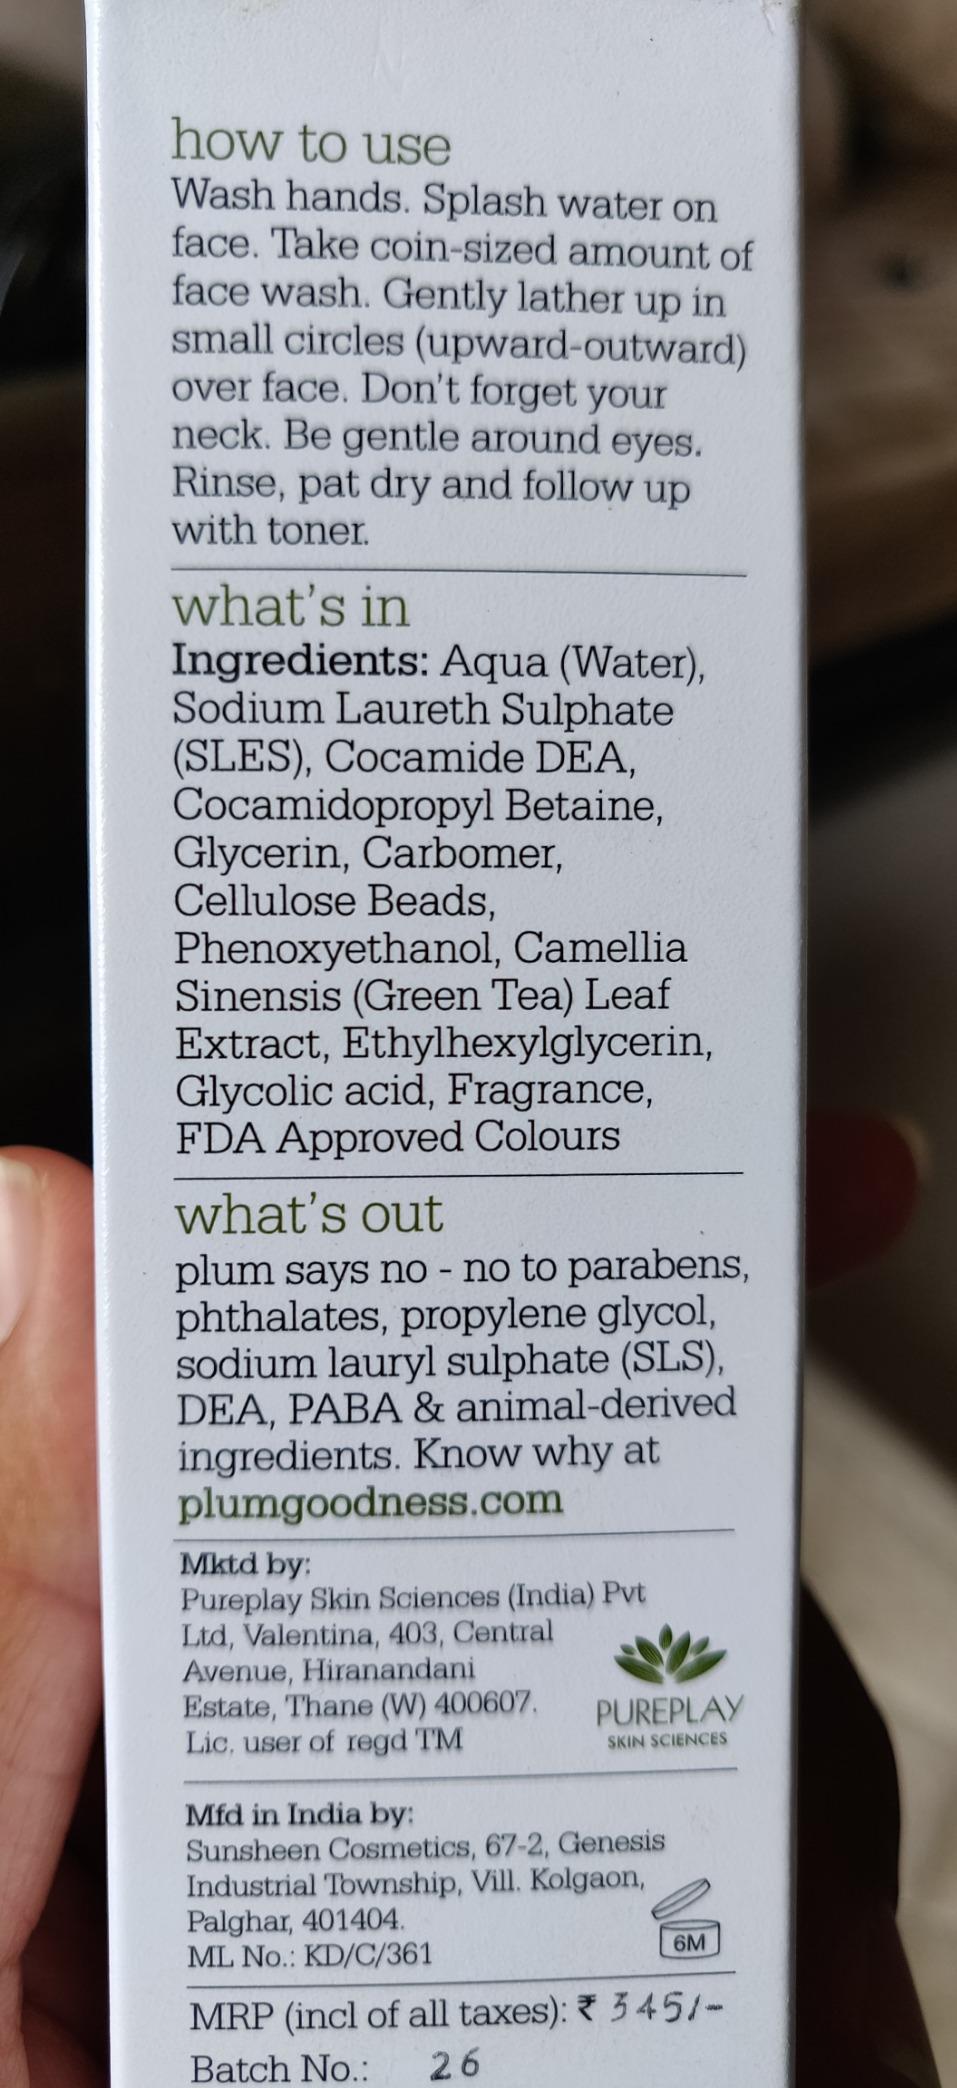 how to use
Wash hands. Splash water on
face. Take coin-sized amount of
face wash. Gently lather up in
small circles (upward-outward)
over face. Don't forget your
neck. Be gentle around eyes.
Rinse, pat dry and follow up
with toner.
what's in
Ingredients: Aqua (Water),
Sodium Laureth Sulphate
(SLES), Cocamide DEA,
Cocamidopropyl Betaine,
Glycerin, Carbomer,
Cellulose Beads,
Phenoxyethanol, Camellia
Sinensis (Green Tea) Leaf
Extract, Ethylhexylglycerin,
Glycolic acid, Fragrance,
FDA Approved Colours
what's out
plum says no - no to parabens,
phthalates, propylene glycol,
sodium lauryl sulphate (SLS),
DEA, PABA & animal-derived
ingredients. Know why at
plumgoodness.com
Mktd by:
Pureplay Skin Sciences (India) Pvt
Ltd, Valentina, 403, Central
Avenue, Hiranandani
Estate, Thane (W) 400607.
Lic. user of regd TM
PUREPLAY
SKIN SCIENCES
Mfd in India by:
Sunsheen Cosmetics, 67-2, Genesis
Industrial Township, Vill. Kolgaon,
Palghar, 401404.
ML No.: KD/C/361
6M
MRP (incl of all taxes): ₹ 345/-
Batch No.: 26